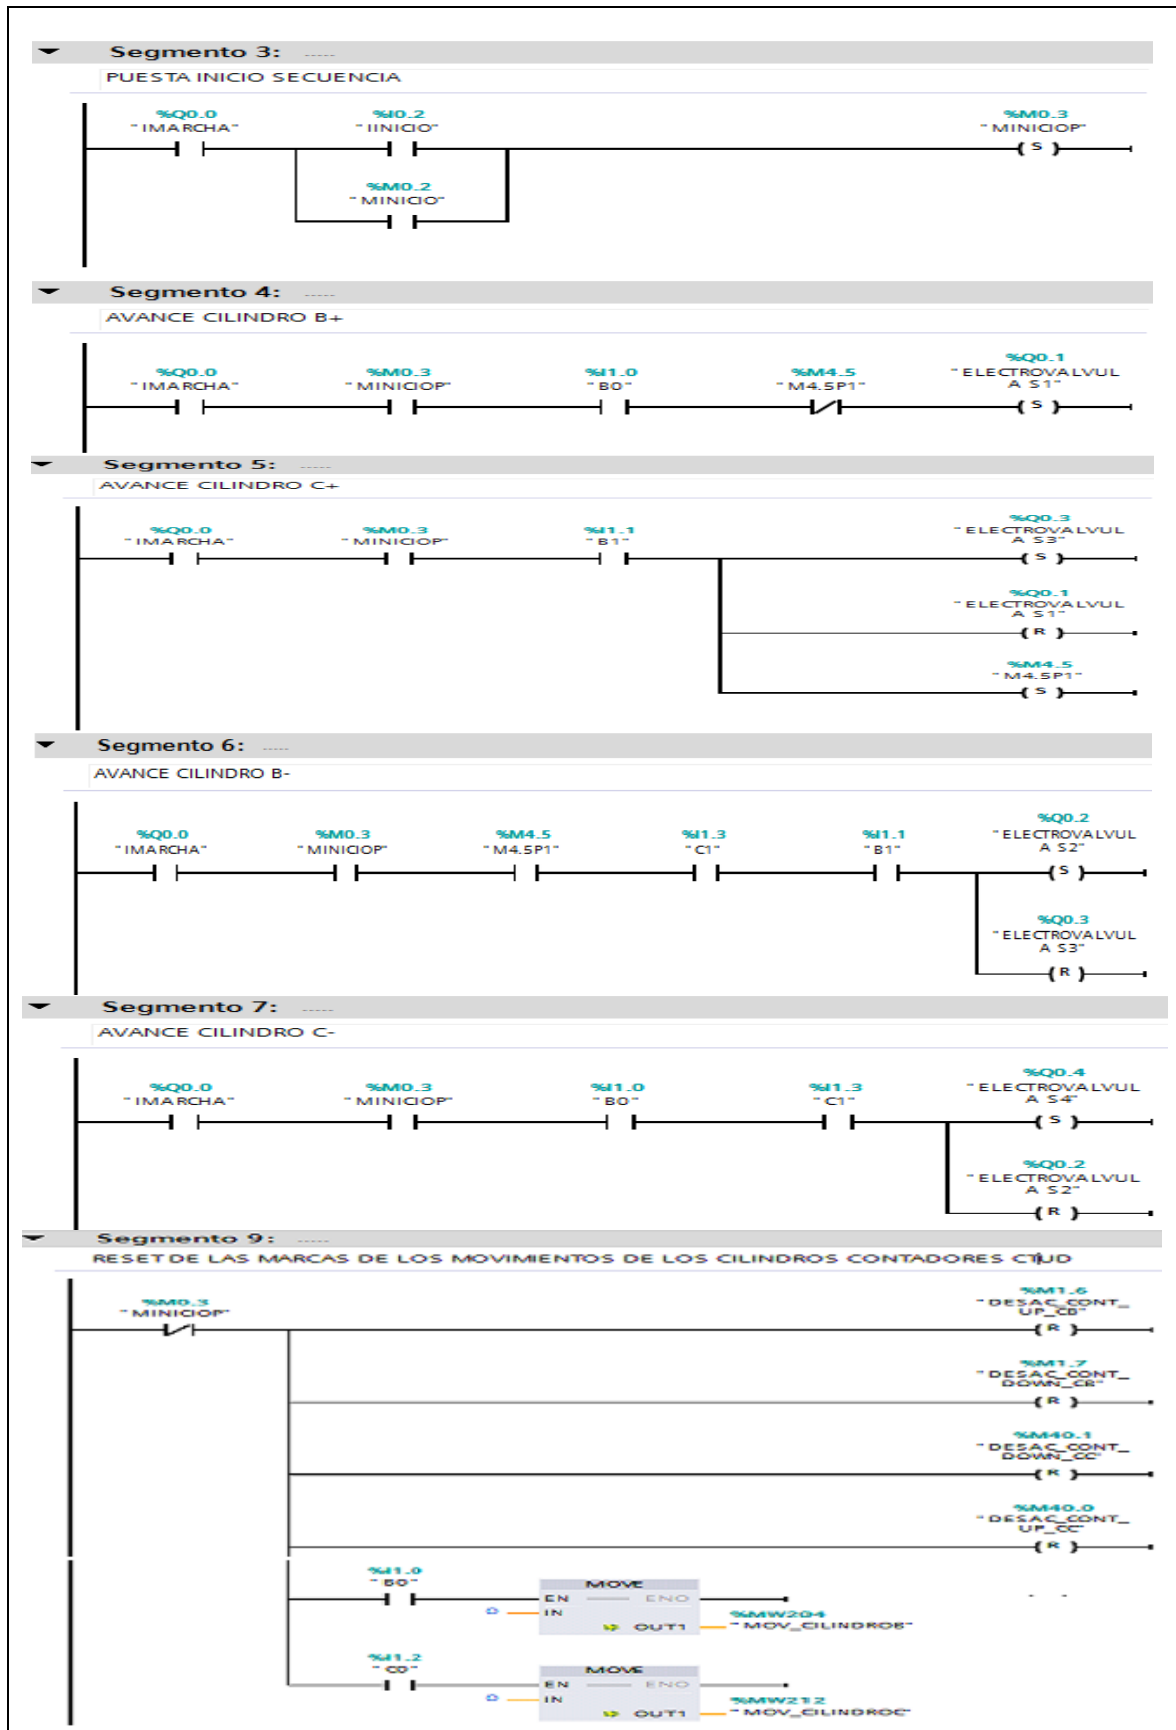 Segmento 3: .....
PUESTA INICIO SECUENCIA
%Q0.0 %I0.2 %M0.3
"IMARCHA" "IINICIO" "MINICIOP"
( S )
%M0.2
"MINICIO"
Segmento 4: .....
AVANCE CILINDRO B+
%Q0.1
%Q0.0 %M0.3 %I1.0 %M4.5 "ELECTROVALVUL
"IMARCHA" "MINICIOP" "B0" "M4.5P1" A S1"
( S )
Segmento 5: .....
AVANCE CILINDRO C+
%Q0.3
%Q0.0 %M0.3 %I1.1 "ELECTROVALVUL
"IMARCHA" "MINICIOP" "B1" A S3"
( S )
%Q0.1
"ELECTROVALVUL
A S1"
( R )
%M4.5
"M4.5P1"
( S )
Segmento 6: .....
AVANCE CILINDRO B-
%Q0.2
%Q0.0 %M0.3 %M4.5 %I1.3 %I1.1 "ELECTROVALVUL
"IMARCHA" "MINICIOP" "M4.5P1" "C1" "B1" A S2"
( S )
%Q0.3
"ELECTROVALVUL
A S3"
( R )
Segmento 7: .....
AVANCE CILINDRO C-
%Q0.4
%Q0.0 %M0.3 %I1.0 %I1.3 "ELECTROVALVUL
"IMARCHA" "MINICIOP" "B0" "C1" A S4"
( S )
%Q0.2
"ELECTROVALVUL
A S2"
( R )
Segmento 9: .....
RESET DE LAS MARCAS DE LOS MOVIMIENTOS DE LOS CILINDROS CONTADORES CTUD
%M0.3 %M1.6
"MINICIOP" "DESAC_CONT_
UP_CB"
( R )
%M1.7
"DESAC_CONT_
DOWN_CB"
( R )
%M40.1
"DESAC_CONT_
DOWN_CC"
( R )
%M40.0
"DESAC_CONT_
UP_CC"
( R )
%I1.0
"B0" MOVE
EN ENO
0 IN %MW204
OUT1 "MOV_CILINDROB"
%I1.2
"C0" MOVE
EN ENO
0 IN %MW212
OUT1 "MOV_CILINDROC"